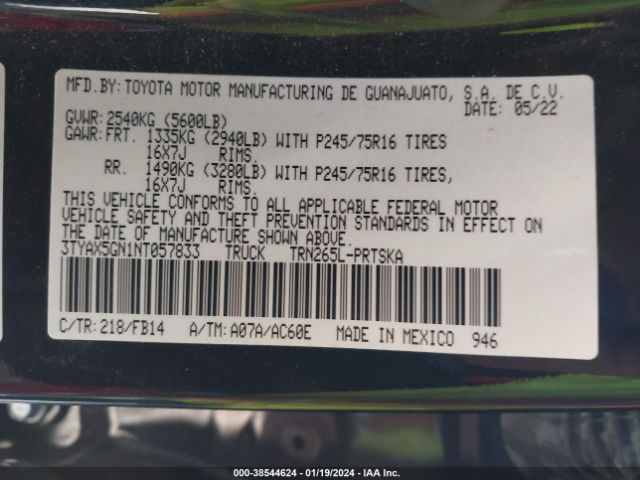 MFD.BY: TOYOTA MOTOR MANUFACTURING DE GUANAJUATO, S.A. DE C.V.
DATE: 05/22
GVWR: 2540KG (5600LB)
GAWR: FRT. 1335KG (2940LB) WITH P245/75R16 TIRES
16X7J RIMS.
RR. 1490KG (3280LB) WITH P245/75R16 TIRES,
16X7J RIMS.
THIS VEHICLE CONFORMS TO ALL APPLICABLE FEDERAL MOTOR
VEHICLE SAFETY AND THEFT PREVENTION STANDARDS IN EFFECT ON
THE DATE OF MANUFACTURE SHOWN ABOVE.
3TYAX5GN1NT057833 TRUCK TRN265L-PRTSKA
C/TR: 218/FB14 A/TM: A07A/AC60E MADE IN MEXICO 946
000-38544624 | 01/19/2024 | IAA Inc.